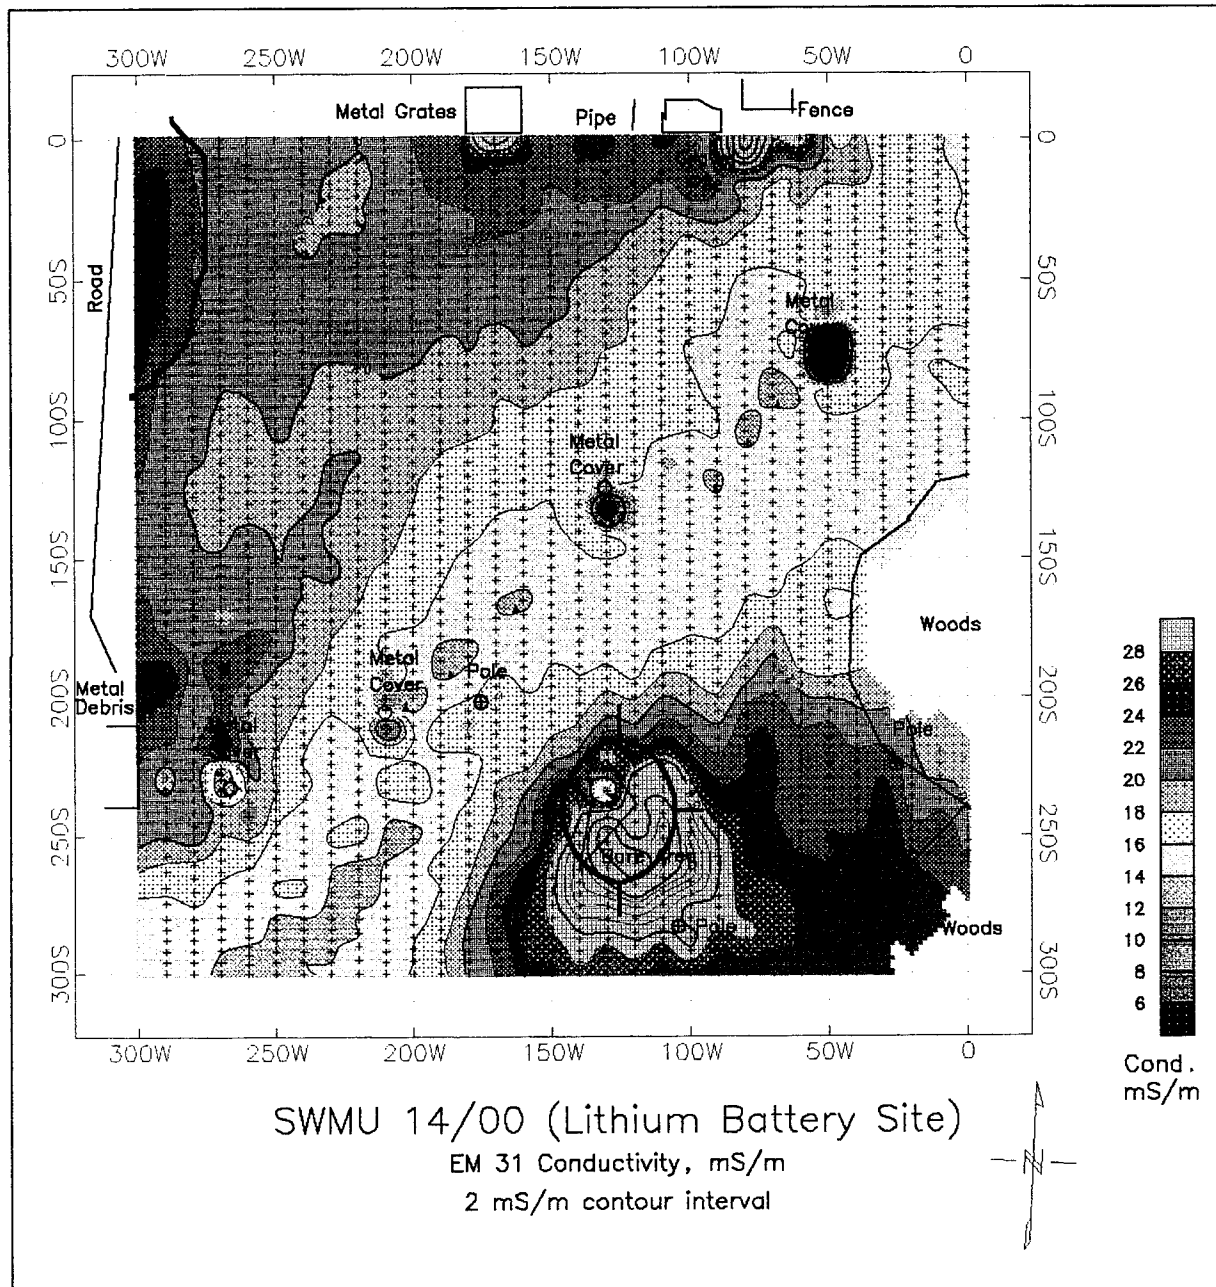 300W 250W 200W 150W 100W 50W 0
Metal Grates
Pipe
Fence
0 0
50S 50S
Road
Metal
100S 100S
Metal
Cover
150S 150S
Woods
Metal
Cover
Pole
200S 200S
Metal
Debris
Pole
250S 250S
Pole
Woods
300S 300S
300W 250W 200W 150W 100W 50W 0
28
26
24
22
20
18
16
14
12
10
8
6
Cond.
mS/m
SWMU 14/00 (Lithium Battery Site)
EM 31 Conductivity, mS/m
2 mS/m contour interval
N